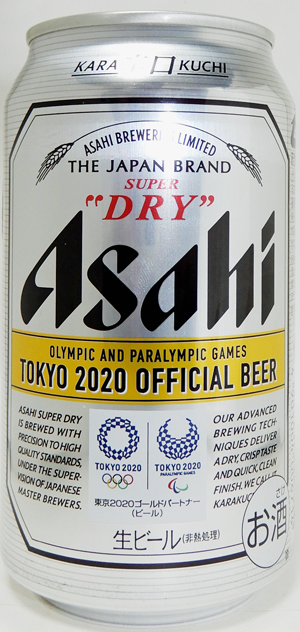 KARA 辛口 KUCHI
ASAHI BREWERIES LIMITED
THE JAPAN BRAND
SUPER
"DRY"
Asahi
OLYMPIC AND PARALYMPIC GAMES
TOKYO 2020 OFFICIAL BEER
ASAHI SUPER DRY
IS BREWED WITH
PRECISION TO HIGH
QUALITY STANDARDS,
UNDER THE SUPER-
VISION OF JAPANESE
MASTER BREWERS.
TOKYO 2020
TOKYO 2020
PARALYMPIC GAMES
東京2020ゴールドパートナー
(ビール)
OUR ADVANCED
BREWING TECH-
NIQUES DELIVER
A DRY, CRISP TASTE
AND QUICK, CLEAN
FINISH. WE CALL IT
KARAKU
生ビール(非熱処理)
さけ
お酒